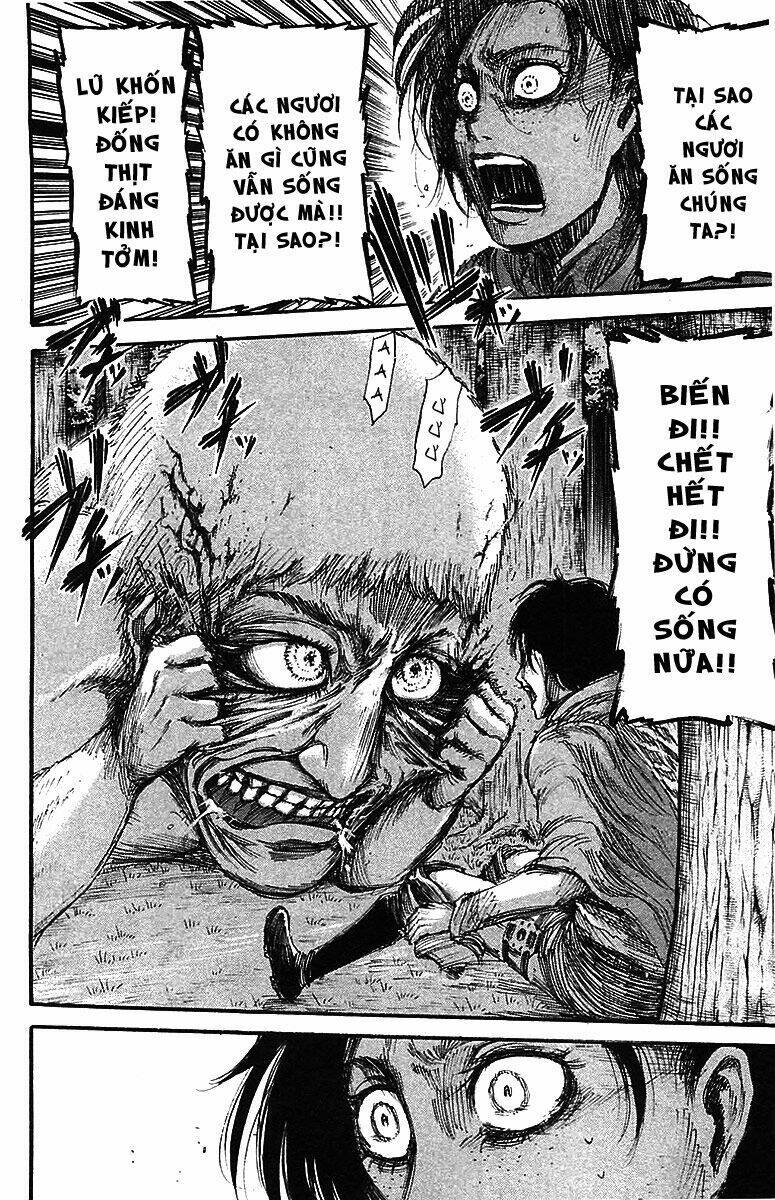 TẠI SAO
CÁC
NGƯƠI
ĂN SỐNG
CHÚNG
TA?!
CÁC NGƯƠI
CÓ KHÔNG
ĂN GÌ CŨNG
VẪN SỐNG
ĐƯỢC MÀ!!
TẠI SAO?!
LŨ KHỐN
KIẾP!
ĐỐNG
THỊT
ĐÁNG
KINH
TỞM!
BIẾN
ĐI!!
CHẾT
HẾT
ĐI!!
ĐỪNG
CÓ
SỐNG
NỮA!!